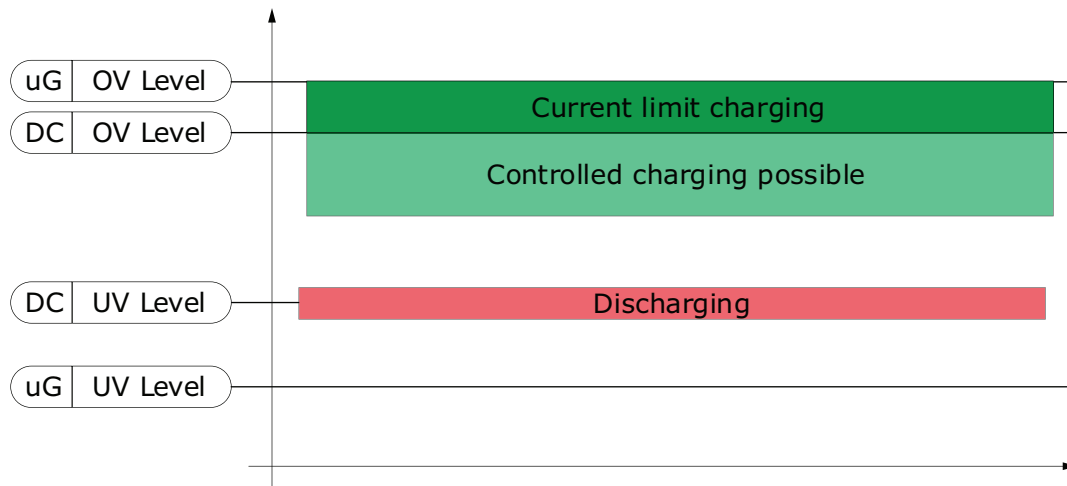 uG OV Level
Current limit charging
DC OV Level
Controlled charging possible
DC UV Level
Discharging
uG UV Level